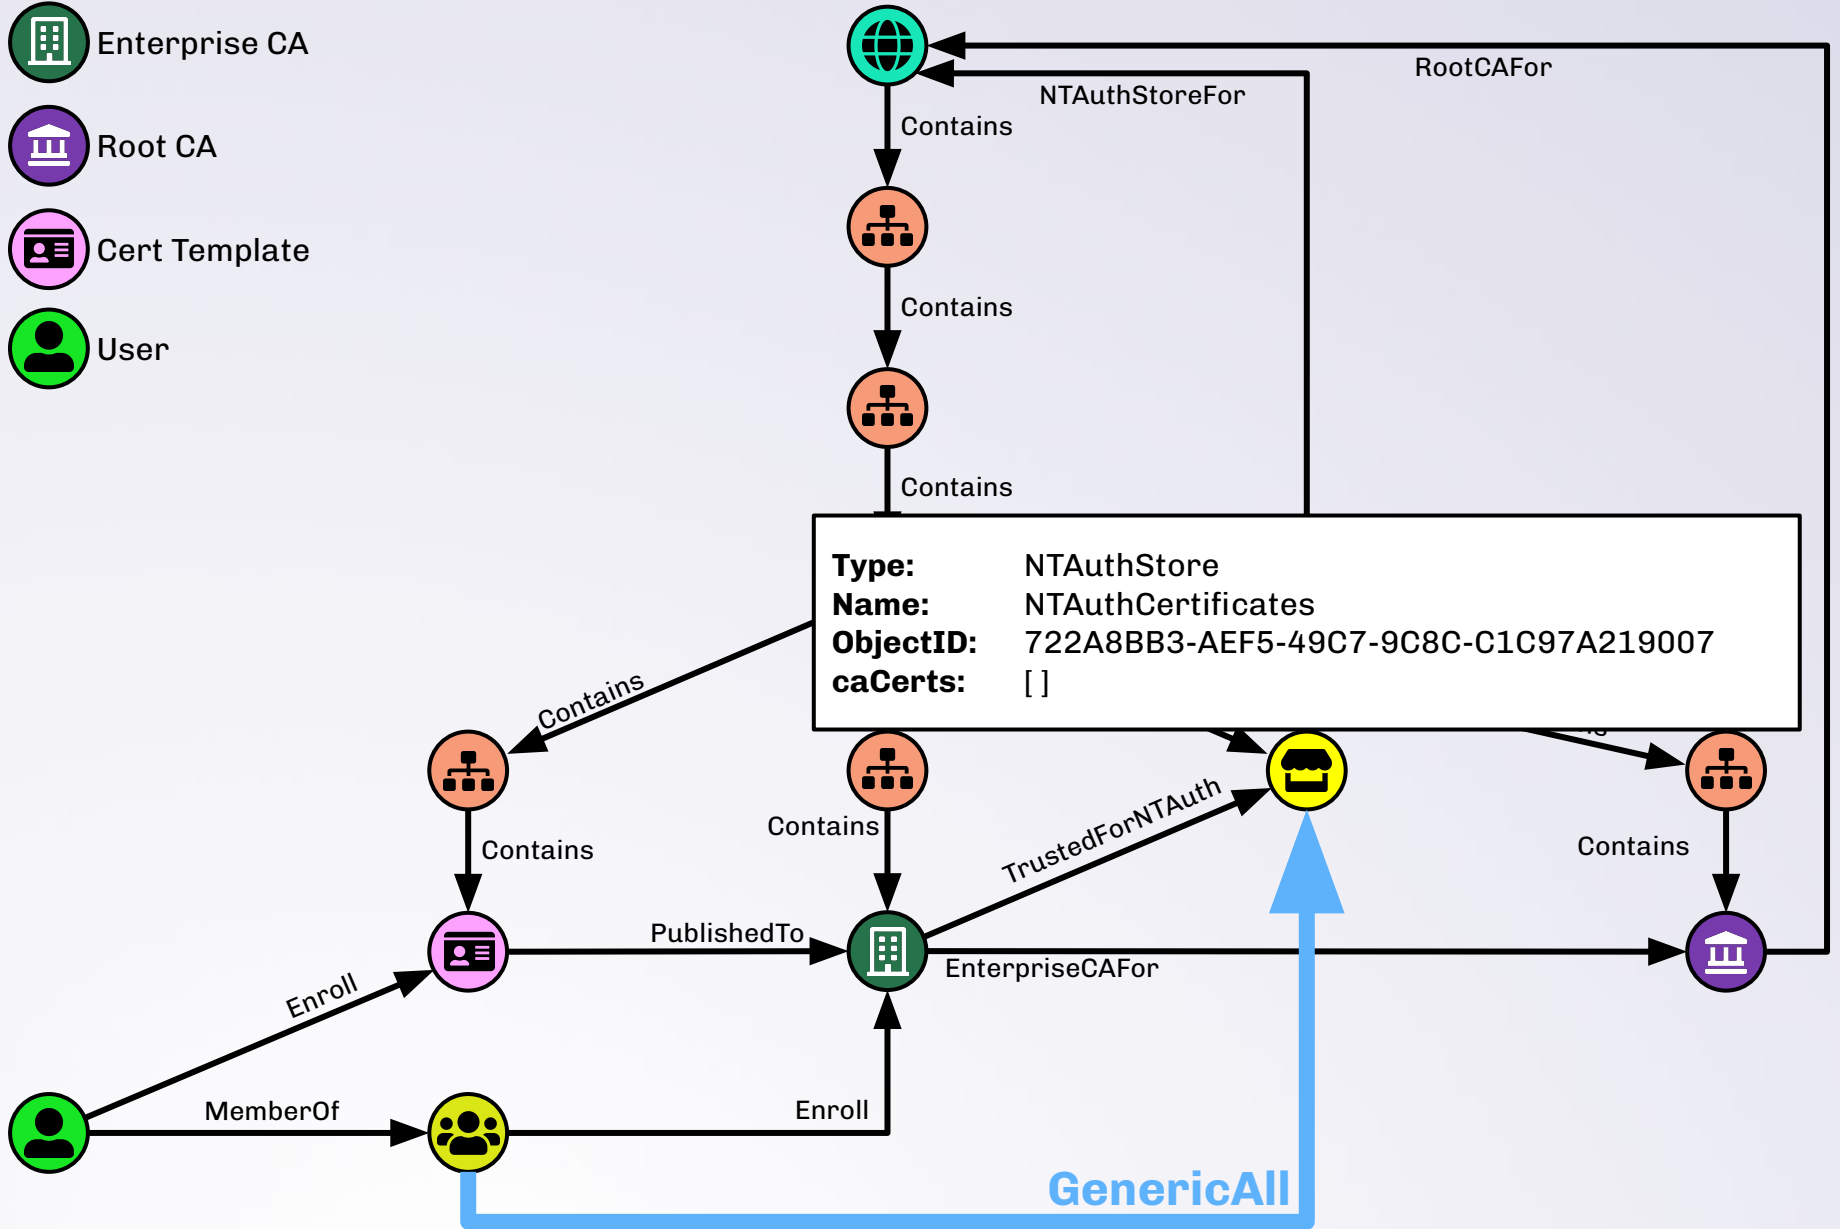 Enterprise CA
Root CA
Cert Template
User
RootCAFor
NTAuthStoreFor
Contains
Contains
Contains
Type: NTAuthStore
Name: NTAuthCertificates
ObjectID: 722A8BB3-AEF5-49C7-9C8C-C1C97A219007
caCerts: [ ]
Contains
Contains
Contains
TrustedForNTAuth
Contains
PublishedTo
EnterpriseCAFor
Enroll
MemberOf
Enroll
GenericAll